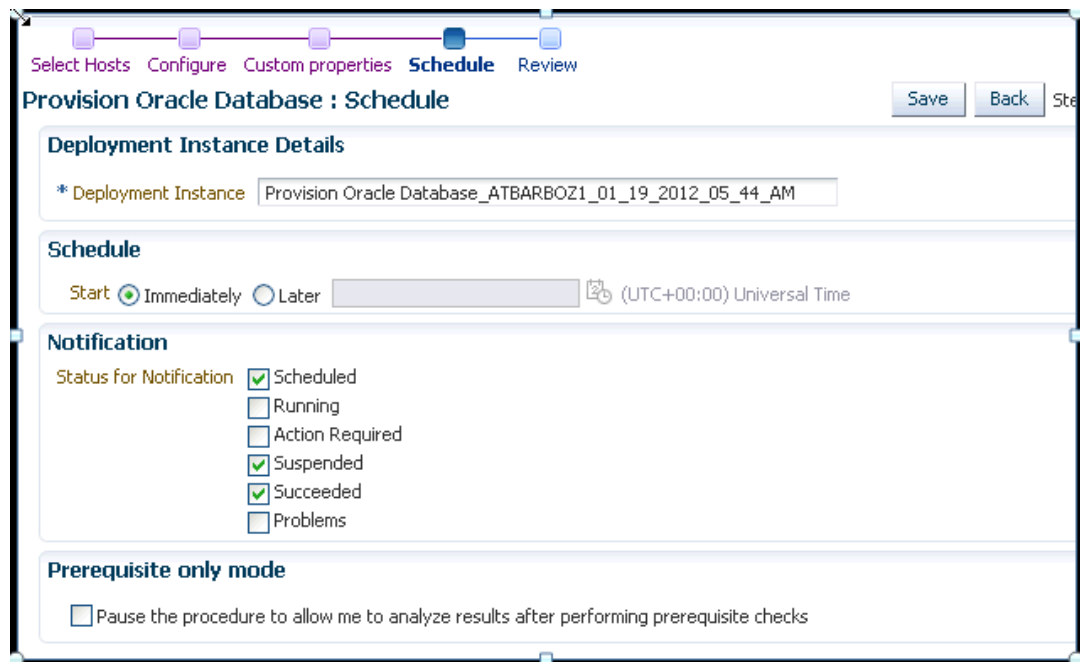 Select Hosts Configure Custom properties Schedule Review
Provision Oracle Database : Schedule Save Back
Deployment Instance Details
* Deployment Instance Provision Oracle Database_ATBARBOZ1_01_19_2012_05_44_AM
Schedule
Start Immediately Later (UTC+00:00) Universal Time
Notification
Status for Notification Scheduled
Running
Action Required
Suspended
Succeeded
Problems
Prerequisite only mode
Pause the procedure to allow me to analyze results after performing prerequisite checks